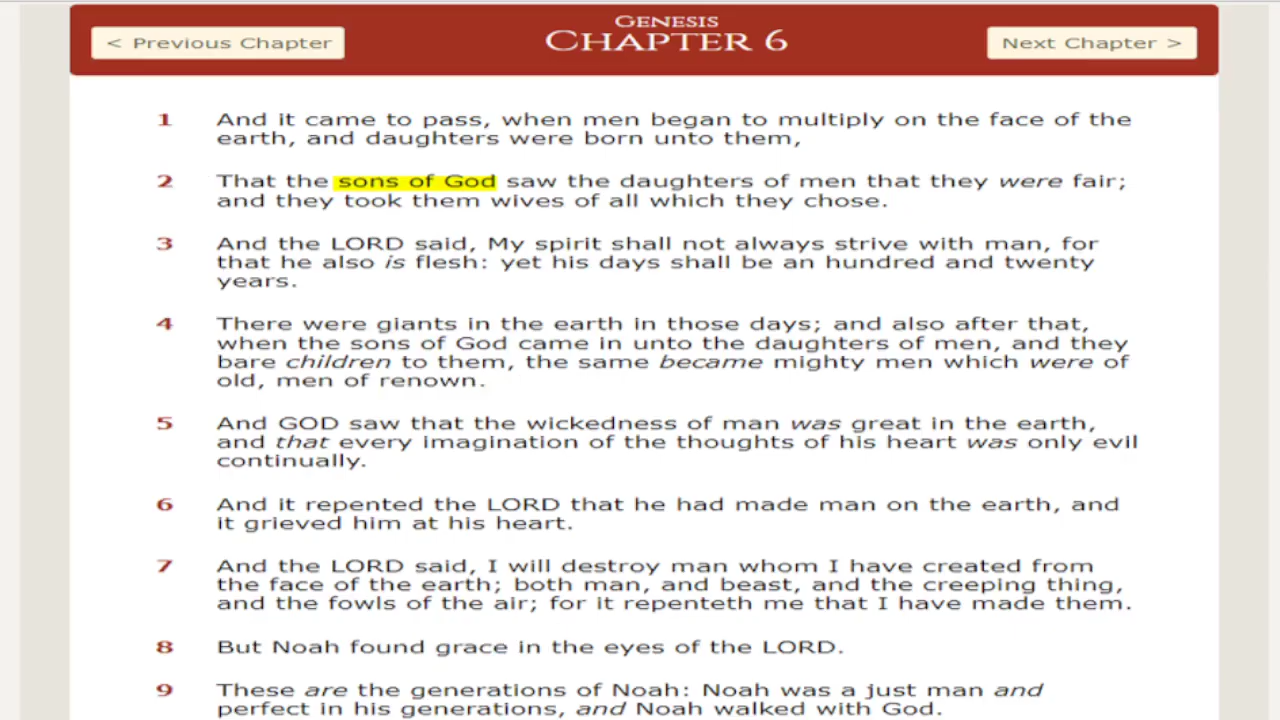 GENESIS
< Previous Chapter
CHAPTER 6
Next Chapter >
1 And it came to pass, when men began to multiply on the face of the
earth, and daughters were born unto them,
2 That the sons of God saw the daughters of men that they were fair;
and they took them wives of all which they chose.
3 And the LORD said, My spirit shall not always strive with man, for
that he also is flesh: yet his days shall be an hundred and twenty
years.
4 There were giants in the earth in those days; and also after that,
when the sons of God came in unto the daughters of men, and they
bare children to them, the same became mighty men which were of
old, men of renown.
5 And GOD saw that the wickedness of man was great in the earth,
and that every imagination of the thoughts of his heart was only evil
continually.
6 And it repented the LORD that he had made man on the earth, and
it grieved him at his heart.
7 And the LORD said, I will destroy man whom I have created from
the face of the earth; both man, and beast, and the creeping thing,
and the fowls of the air; for it repenteth me that I have made them.
8 But Noah found grace in the eyes of the LORD.
9 These are the generations of Noah: Noah was a just man and
perfect in his generations, and Noah walked with God.